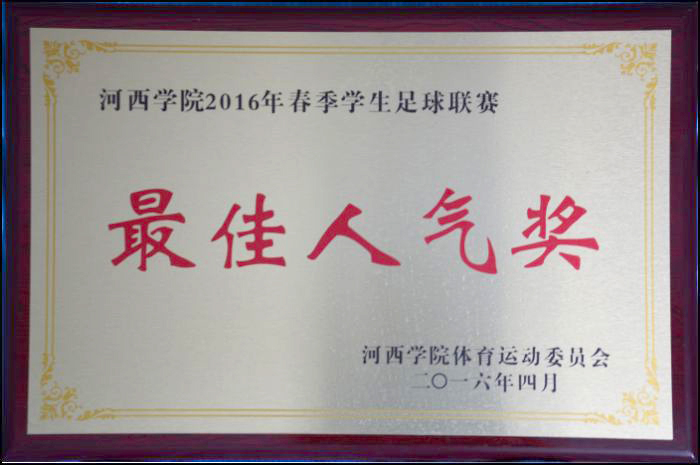 河西学院2016年春季学生足球联赛
最佳人气奖
河西学院体育运动委员会
二〇一六年四月